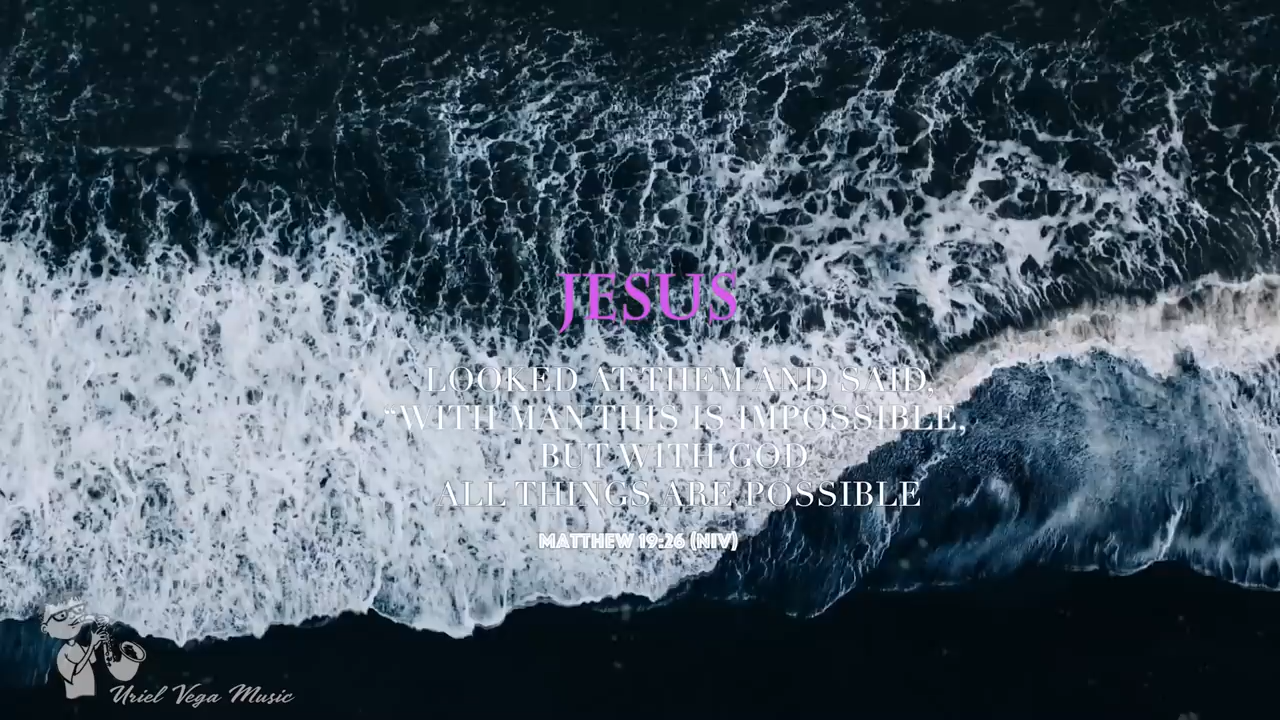 JESUS
LOOKED AT THEM AND SAID,
“WITH MAN THIS IS IMPOSSIBLE,
BUT WITH GOD
ALL THINGS ARE POSSIBLE
MATTHEW 19:26 (NIV)
Uriel Vega Music